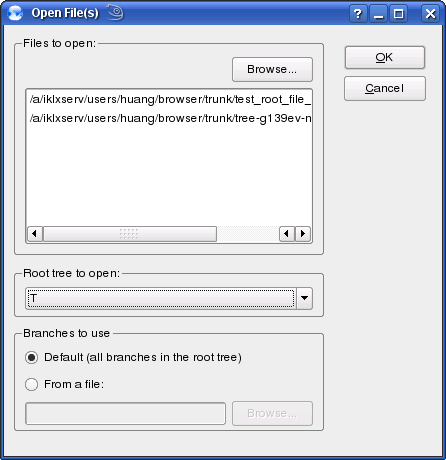 Open File(s)
Files to open:
Browse...
/a/iklxserv/users/huang/browser/trunk/test_root_file_
/a/iklxserv/users/huang/browser/trunk/tree-g139ev-n
OK
Cancel
Root tree to open:
T
Branches to use
Default (all branches in the root tree)
From a file:
Browse...